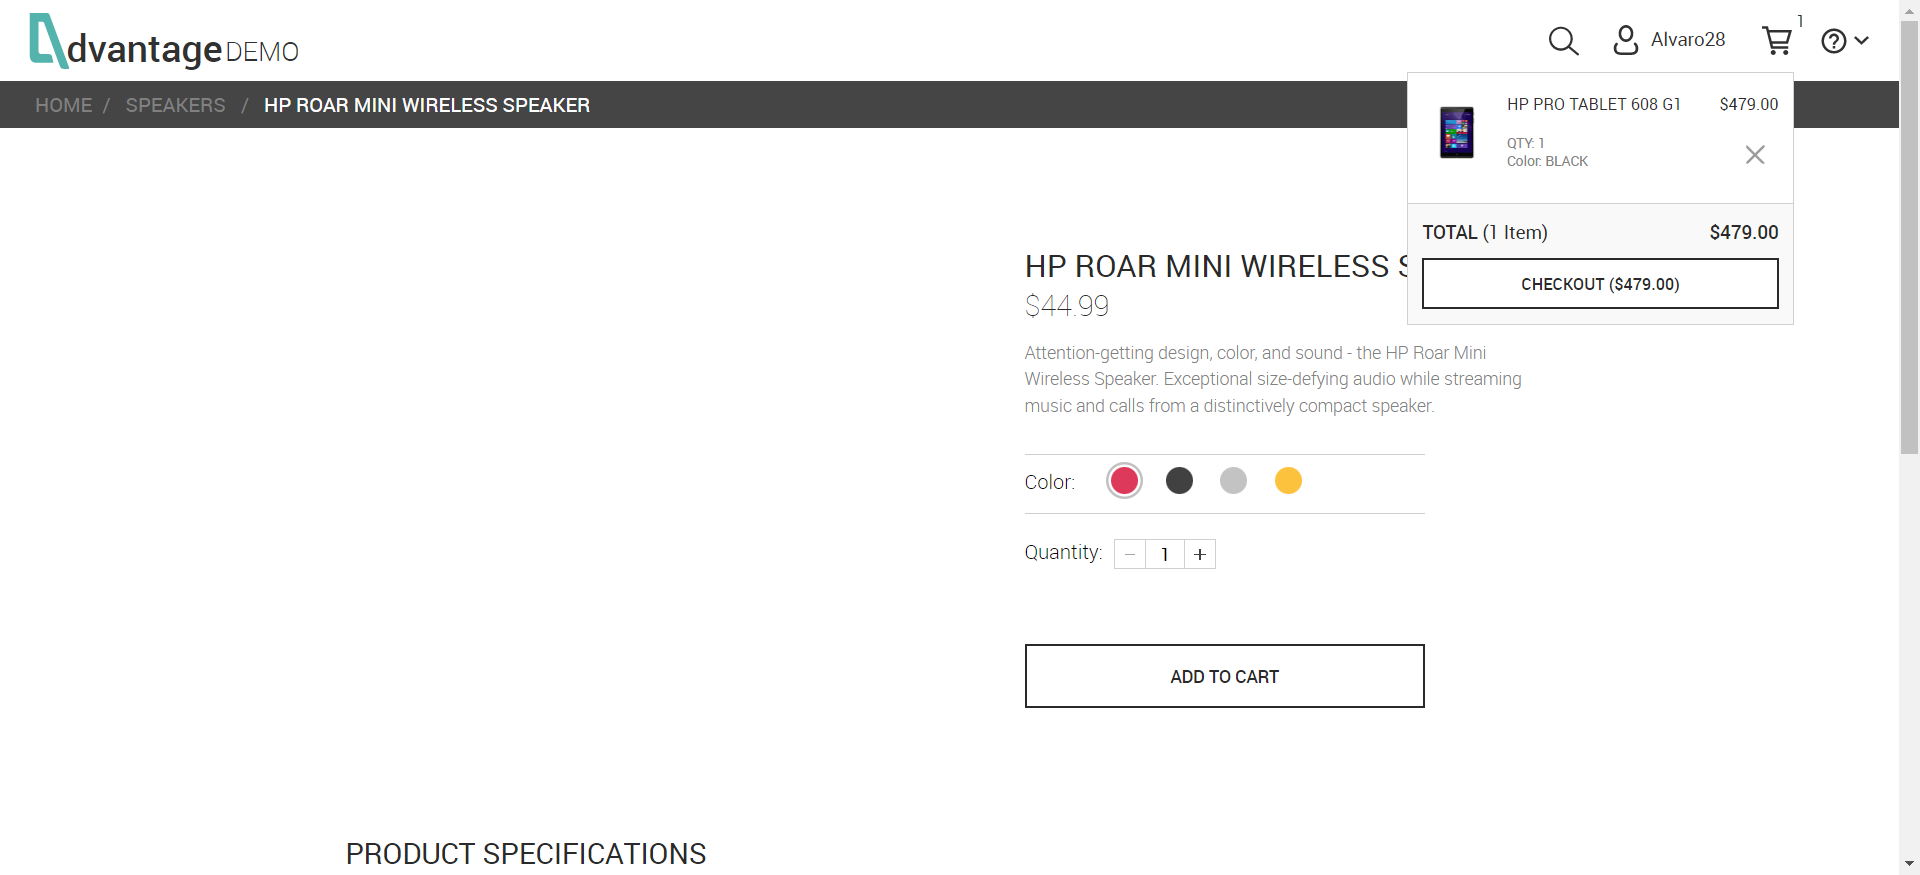 dvantage DEMO
Alvaro28
1
HOME / SPEAKERS / HP ROAR MINI WIRELESS SPEAKER
HP PRO TABLET 608 G1 $479.00
QTY: 1
Color: BLACK
TOTAL (1 Item) $479.00
CHECKOUT ($479.00)
HP ROAR MINI WIRELESS
$44.99
Attention-getting design, color, and sound - the HP Roar Mini
Wireless Speaker. Exceptional size-defying audio while streaming
music and calls from a distinctively compact speaker.
Color:
Quantity: − 1 +
ADD TO CART
PRODUCT SPECIFICATIONS